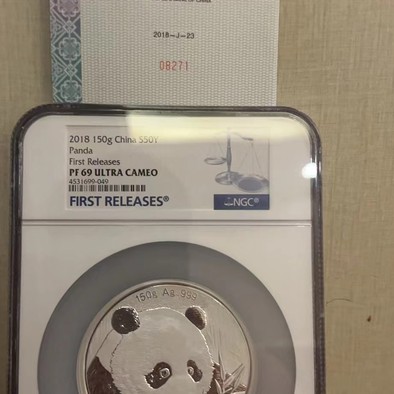 2018-J-23
08271
2018 150g China S50Y
Panda
First Releases
PF 69 ULTRA CAMEO
4531699-049
FIRST RELEASES®
NGC®
150g Ag .999